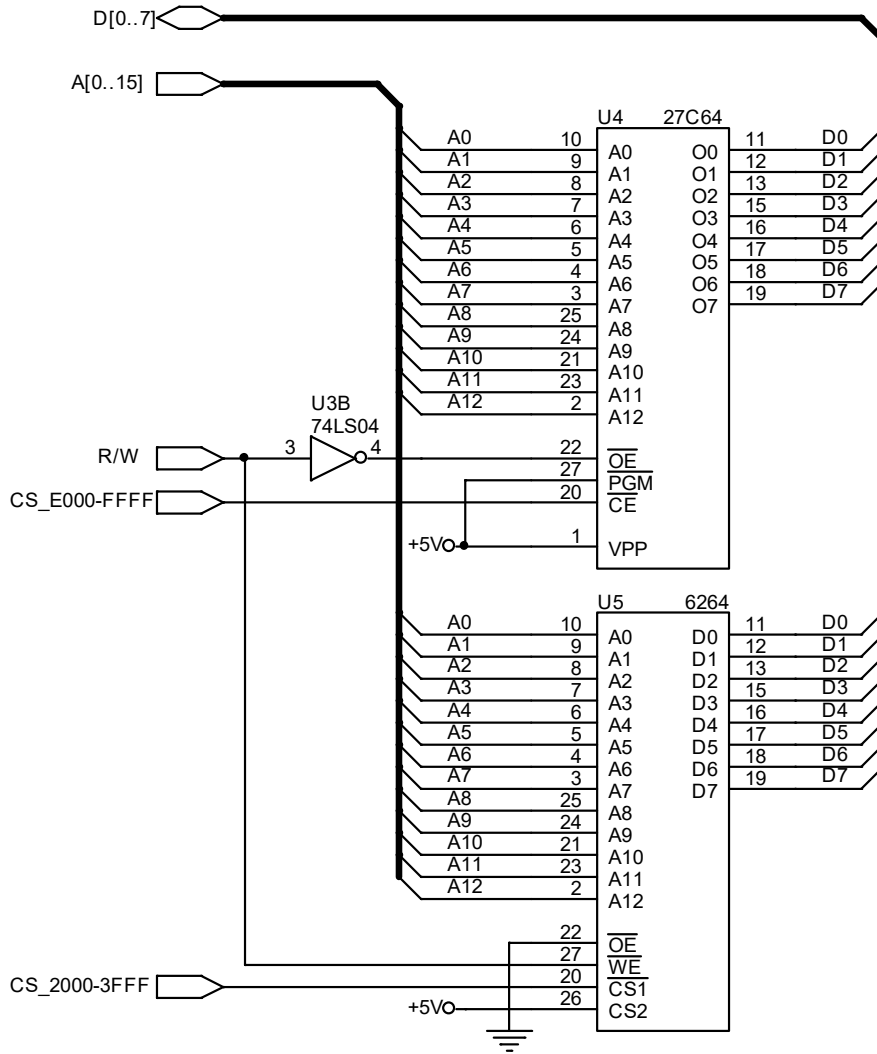 D[0..7]
A[0..15]
U4 27C64
A0 10 A0 O0 11 D0
A1 9 A1 O1 12 D1
A2 8 A2 O2 13 D2
A3 7 A3 O3 15 D3
A4 6 A4 O4 16 D4
A5 5 A5 O5 17 D5
A6 4 A6 O6 18 D6
A7 3 A7 O7 19 D7
A8 25 A8
A9 24 A9
A10 21 A10
A11 23 A11
A12 2 A12
U3B
74LS04
R/W 3 4 22 OE
27 PGM
CS_E000-FFFF 20 CE
+5V 1 VPP
U5 6264
A0 10 A0 D0 11 D0
A1 9 A1 D1 12 D1
A2 8 A2 D2 13 D2
A3 7 A3 D3 15 D3
A4 6 A4 D4 16 D4
A5 5 A5 D5 17 D5
A6 4 A6 D6 18 D6
A7 3 A7 D7 19 D7
A8 25 A8
A9 24 A9
A10 21 A10
A11 23 A11
A12 2 A12
22 OE
27 WE
CS_2000-3FFF 20 CS1
+5V 26 CS2